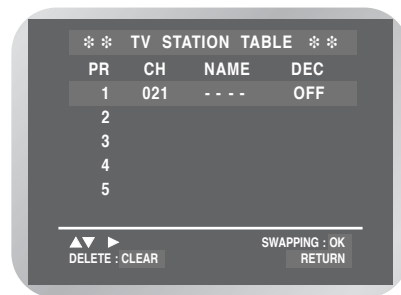 ❇❇ TV STATION TABLE ❇❇
PR CH NAME DEC
1 021 - - - - OFF
2
3
4
5
▲▼ ► SWAPPING : OK
DELETE : CLEAR RETURN